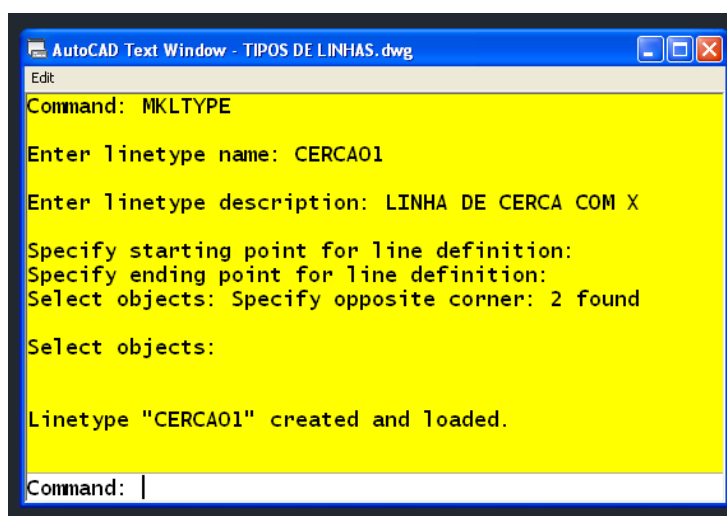 AutoCAD Text Window - TIPOS DE LINHAS.dwg
Edit
Command: MKLTYPE
Enter linetype name: CERCA01
Enter linetype description: LINHA DE CERCA COM X
Specify starting point for line definition:
Specify ending point for line definition:
Select objects: Specify opposite corner: 2 found
Select objects:
Linetype "CERCA01" created and loaded.
Command: